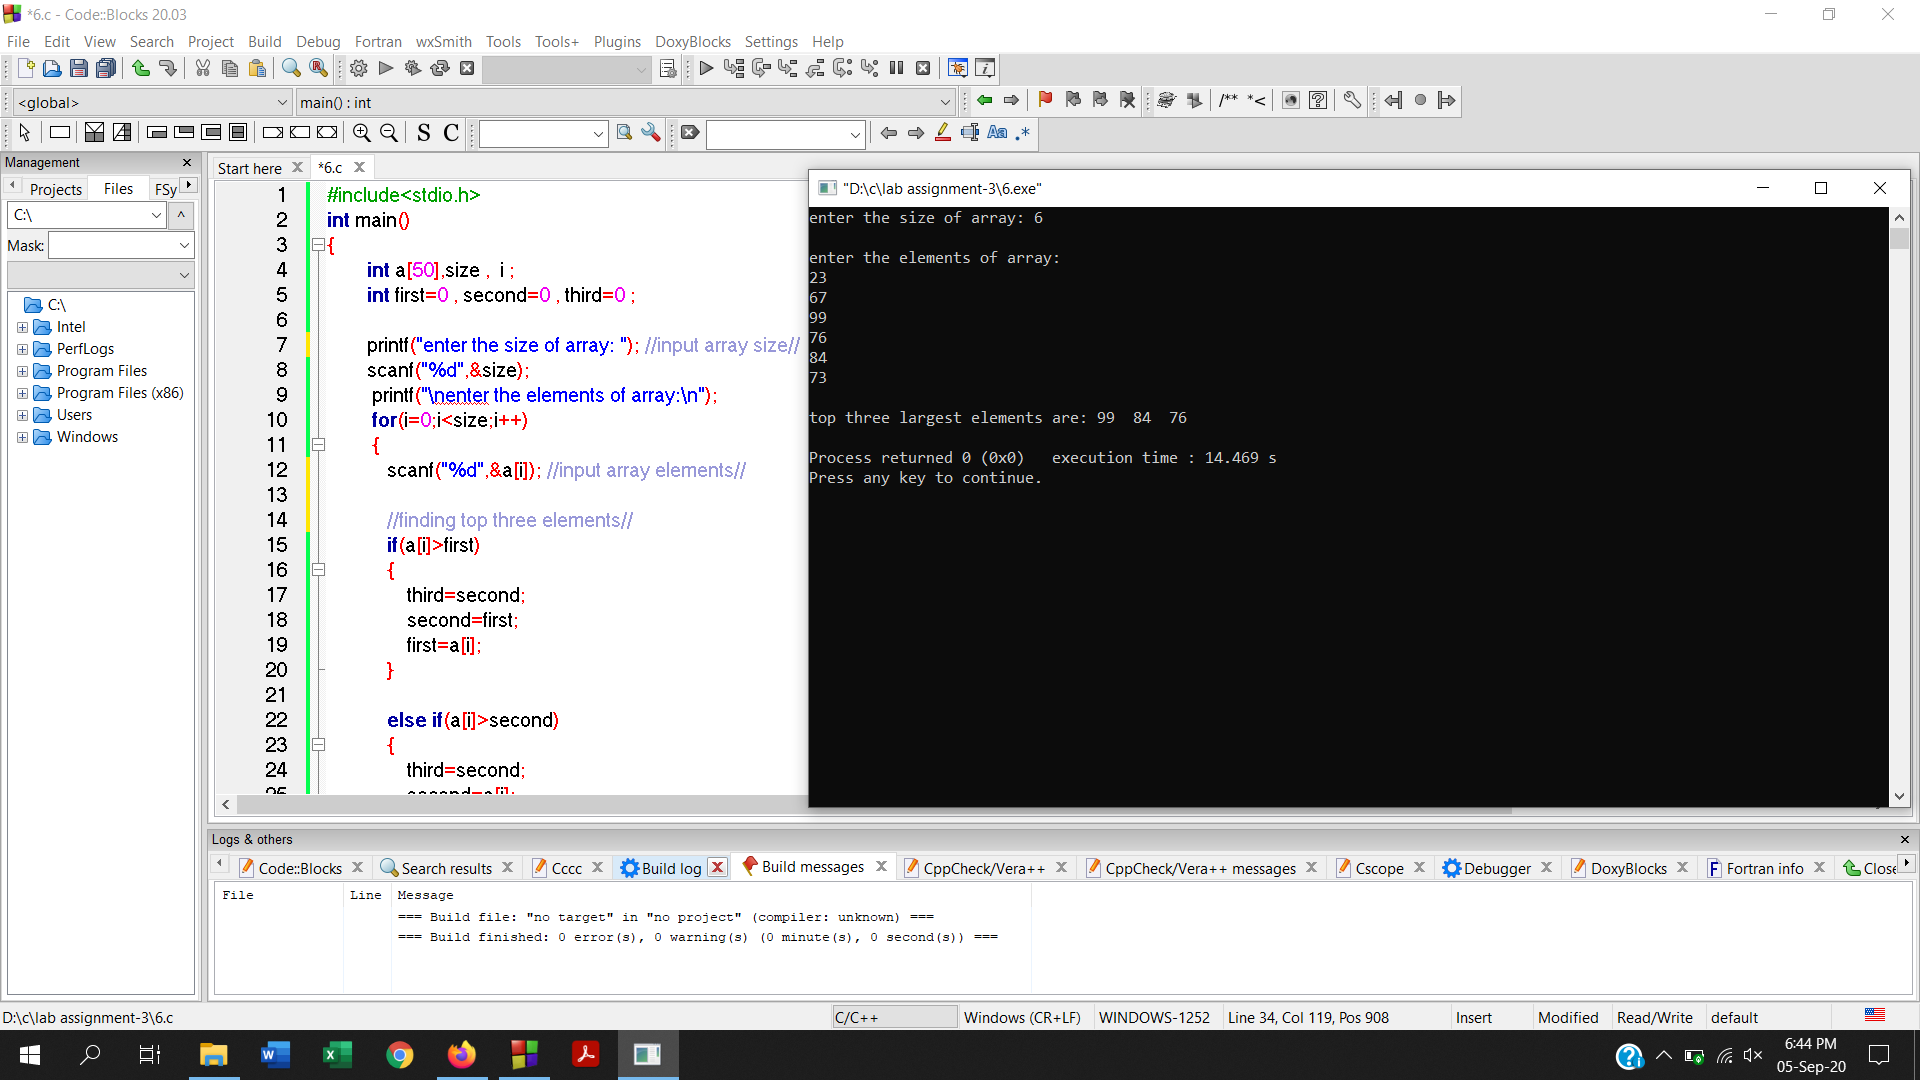 *6.c - Code::Blocks 20.03
File Edit View Search Project Build Debug Fortran wxSmith Tools Tools+ Plugins DoxyBlocks Settings Help
<global> main() : int
/** *<
S C
Aa .*
Management
Projects Files FSy
C:\
Mask:
C:\
Intel
PerfLogs
Program Files
Program Files (x86)
Users
Windows
Start here *6.c
1 #include<stdio.h>
2 int main()
3 {
4 int a[50],size , i ;
5 int first=0 , second=0 , third=0 ;
6
7 printf("enter the size of array: "); //input array size//
8 scanf("%d",&size);
9 printf("\nenter the elements of array:\n");
10 for(i=0;i<size;i++)
11 {
12 scanf("%d",&a[i]); //input array elements//
13
14 //finding top three elements//
15 if(a[i]>first)
16 {
17 third=second;
18 second=first;
19 first=a[i];
20 }
21
22 else if(a[i]>second)
23 {
24 third=second;
25 second=a[i];
"D:\c\lab assignment-3\6.exe"
enter the size of array: 6
enter the elements of array:
23
67
99
76
84
73
top three largest elements are: 99 84 76
Process returned 0 (0x0) execution time : 14.469 s
Press any key to continue.
Logs & others
Code::Blocks Search results Cccc Build log Build messages CppCheck/Vera++ CppCheck/Vera++ messages Cscope Debugger DoxyBlocks Fortran info Close
File Line Message
=== Build file: "no target" in "no project" (compiler: unknown) ===
=== Build finished: 0 error(s), 0 warning(s) (0 minute(s), 0 second(s)) ===
D:\c\lab assignment-3\6.c C/C++ Windows (CR+LF) WINDOWS-1252 Line 34, Col 119, Pos 908 Insert Modified Read/Write default
6:44 PM
05-Sep-20